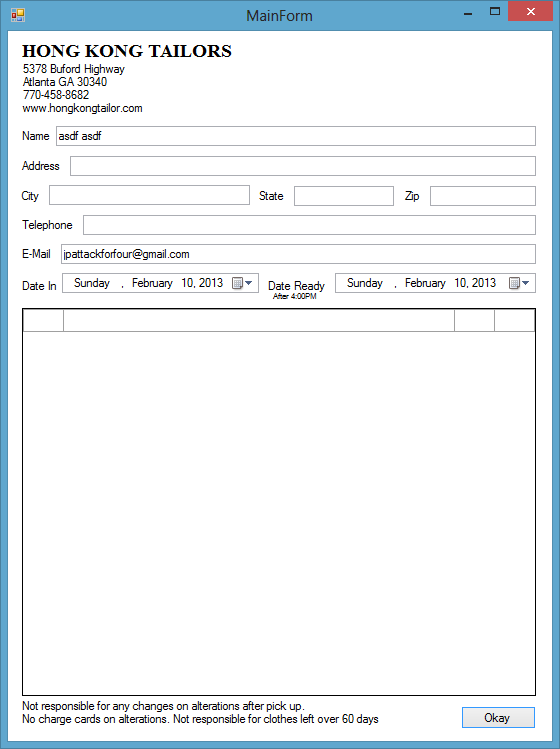 MainForm
HONG KONG TAILORS
5378 Buford Highway
Atlanta GA 30340
770-458-8682
www.hongkongtailor.com
Name asdf asdf
Address
City State Zip
Telephone
E-Mail jpattackforfour@gmail.com
Date In Sunday , February 10, 2013 Date Ready Sunday , February 10, 2013
After 4:00PM
Not responsible for any changes on alterations after pick up.
No charge cards on alterations. Not responsible for clothes left over 60 days
Okay